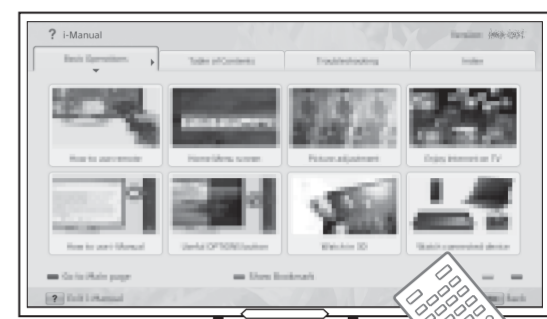 ? i-Manual
Basic Operations
Table of Contents
Troubleshooting
Index
How to use remote
Home Menu screen
Picture adjustment
Enjoy Internet on TV
How to use i-Manual
Useful OPTIONS button
Watch in 3D
Watch connected device
Go to Main page
Show Bookmark
? Exit i-Manual
Back